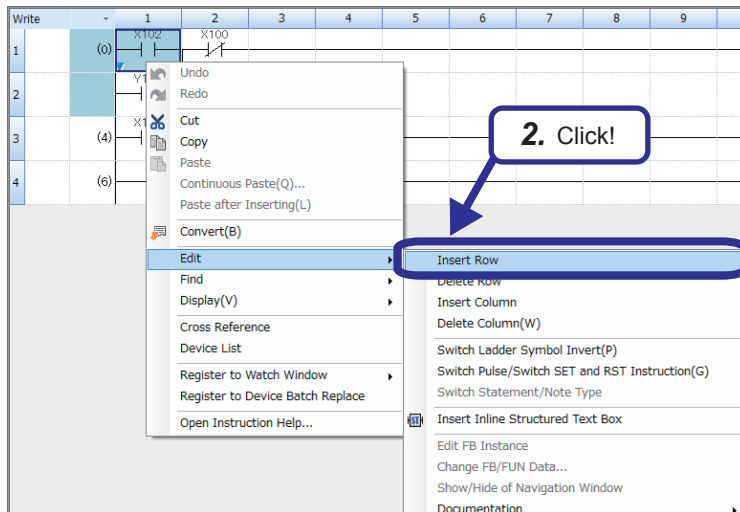 Write 1 2 3 4 5 6 7 8 9
X102 X100
1 (0)
2
3 (4)
4 (6)
Undo
Redo
Cut
Copy
Paste
Continuous Paste(Q)...
Paste after Inserting(L)
Convert(B)
Edit
Find
Display(V)
Cross Reference
Device List
Register to Watch Window
Register to Device Batch Replace
Open Instruction Help...
2. Click!
Insert Row
Delete Row
Insert Column
Delete Column(W)
Switch Ladder Symbol Invert(P)
Switch Pulse/Switch SET and RST Instruction(G)
Switch Statement/Note Type
ST Insert Inline Structured Text Box
Edit FB Instance
Change FB/FUN Data...
Show/Hide of Navigation Window
Documentation